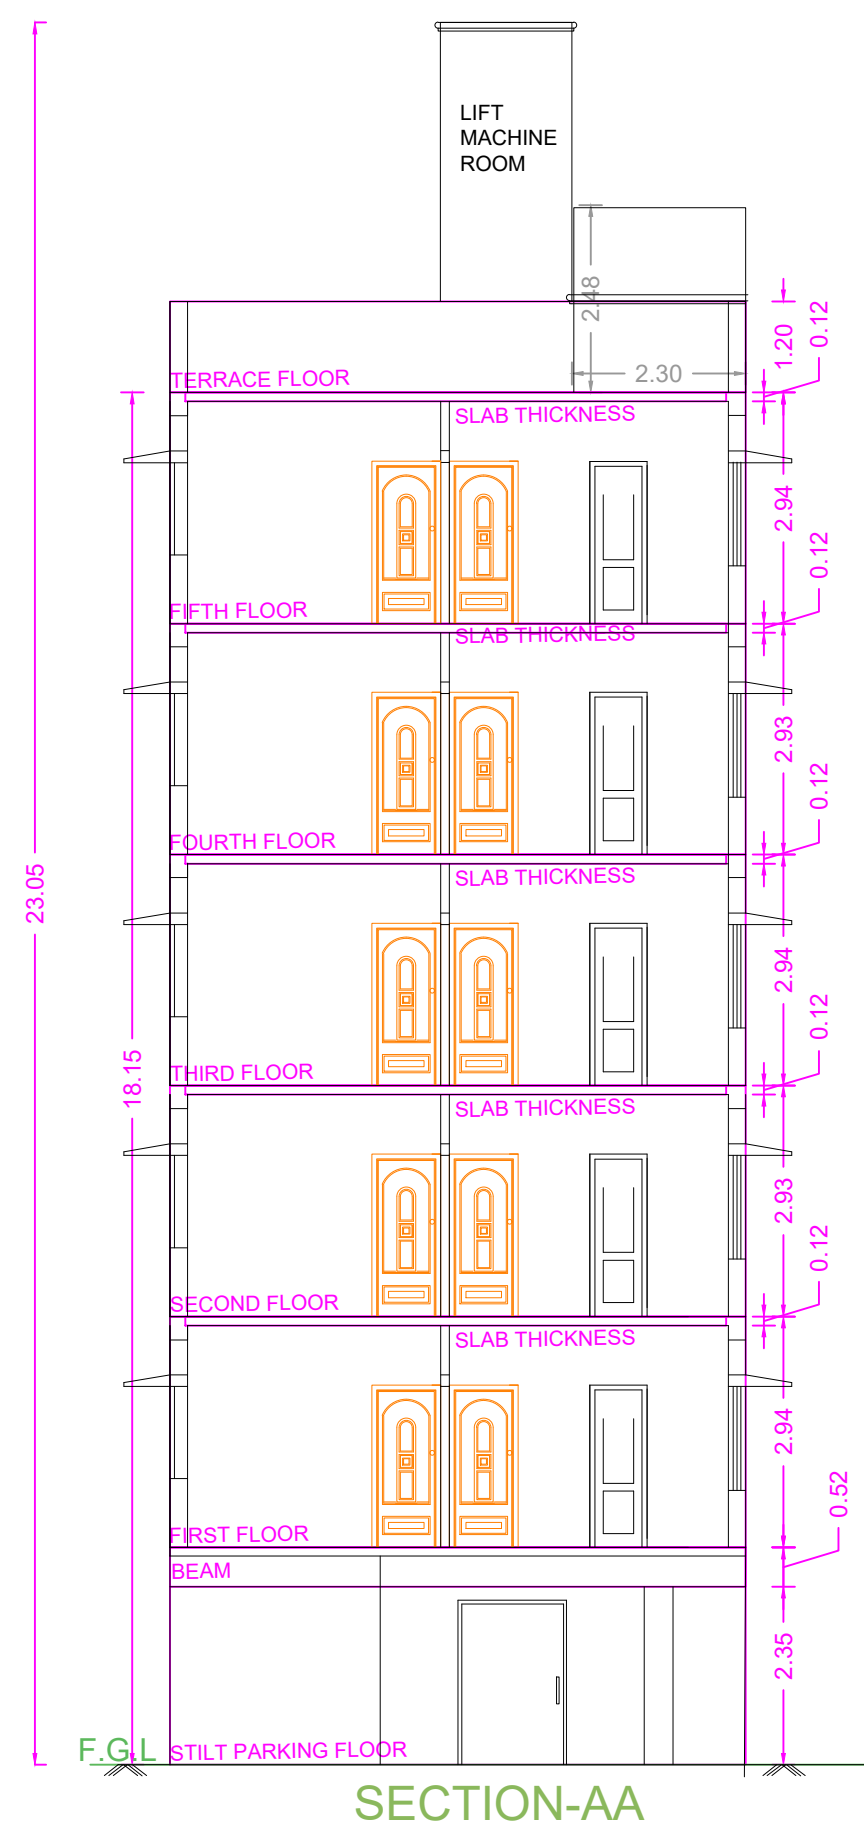 LIFT
MACHINE
ROOM
2.48
1.20
0.12
2.30
TERRACE FLOOR
SLAB THICKNESS
2.94
0.12
FIFTH FLOOR
SLAB THICKNESS
2.93
0.12
FOURTH FLOOR
23.05
SLAB THICKNESS
2.94
0.12
18.15
THIRD FLOOR
SLAB THICKNESS
2.93
0.12
SECOND FLOOR
SLAB THICKNESS
2.94
0.52
FIRST FLOOR
BEAM
2.35
F.G.L
STILT PARKING FLOOR
SECTION-AA